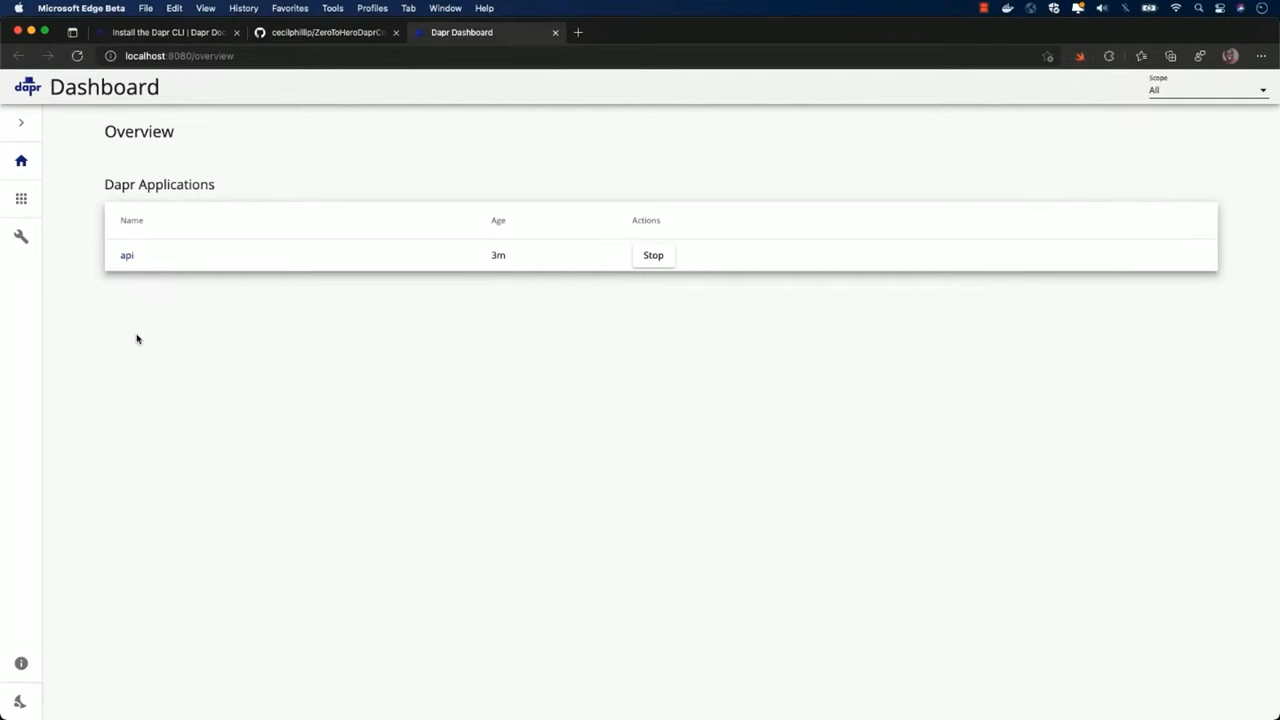 Microsoft Edge Beta File Edit View History Favorites Tools Profiles Tab Window Help
Install the Dapr CLI | Dapr Do
cecilphillip/ZeroToHeroDaprCo
Dapr Dashboard
localhost:8080/overview
dapr Dashboard
Scope
All
Overview
Dapr Applications
Name Age Actions
api 3m Stop